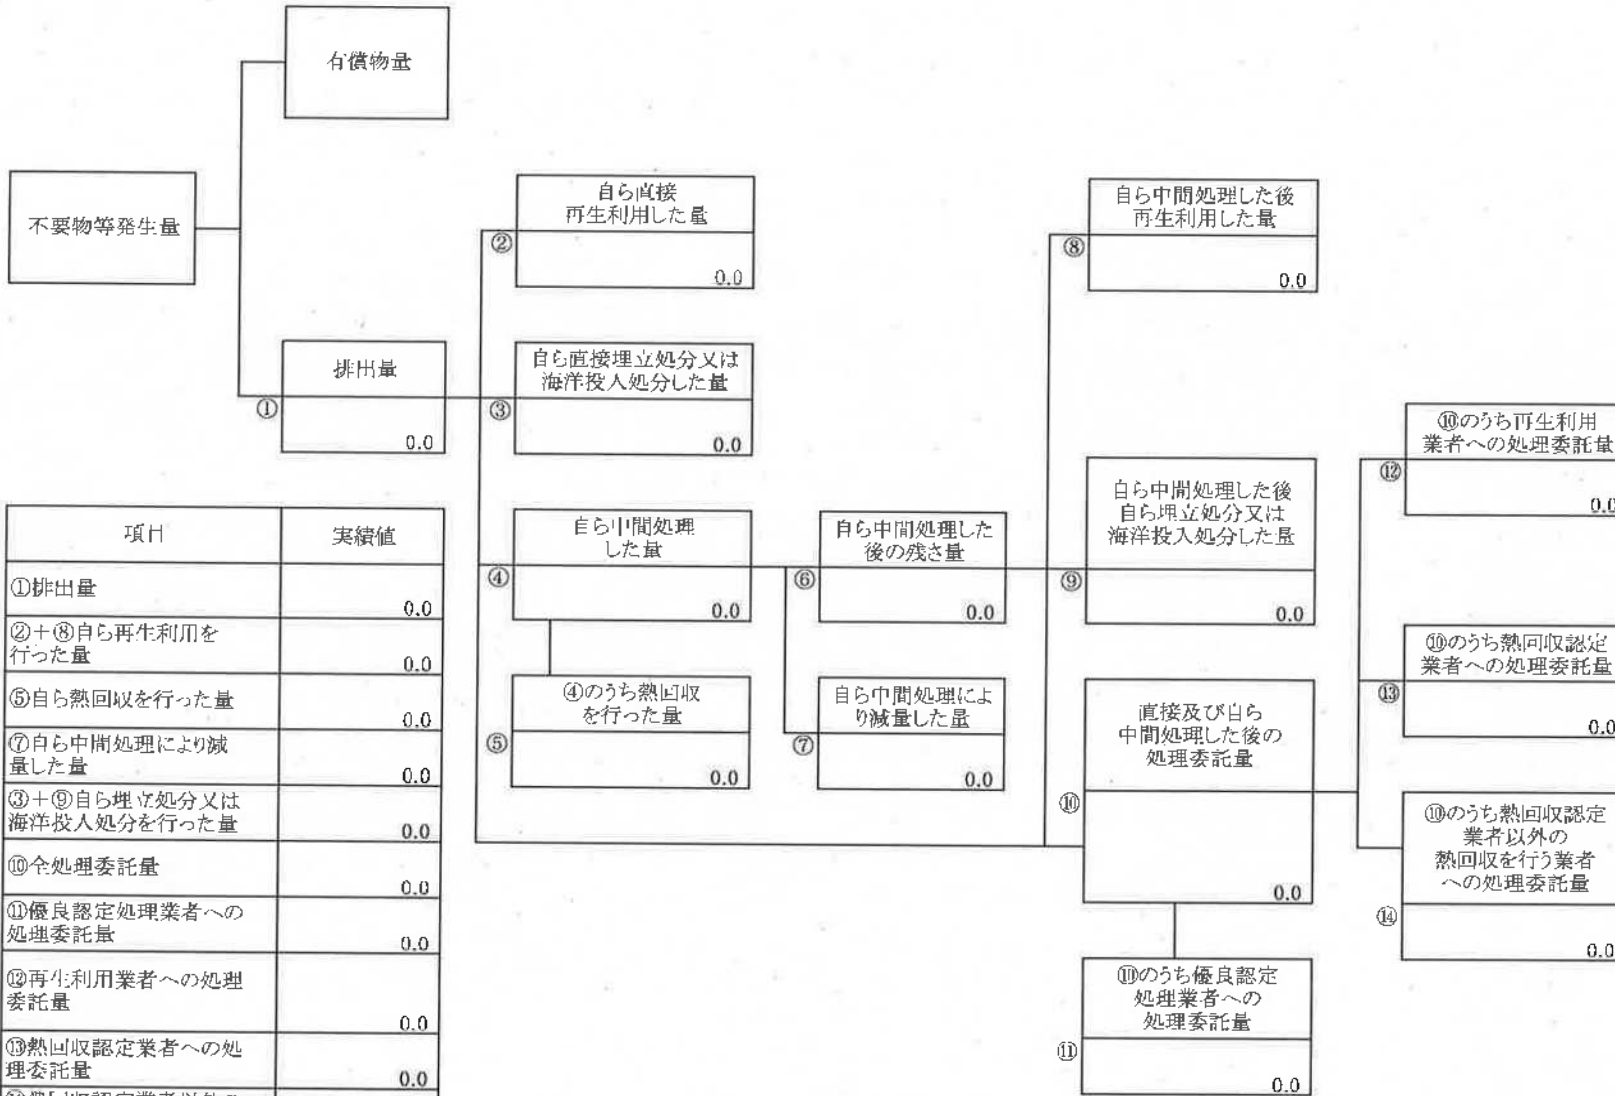 有償物量
不要物等発生量
排出量
①
0.0
自ら直接
再生利用した量
②
0.0
自ら直接埋立処分又は
海洋投入処分した量
③
0.0
自ら中間処理
した量
④
0.0
④のうち熱回収
を行った量
⑤
0.0
自ら中間処理した
後の残さ量
⑥
0.0
自ら中間処理によ
り減量した量
⑦
0.0
自ら中間処理した後
再生利用した量
⑧
0.0
自ら中間処理した後
自ら埋立処分又は
海洋投入処分した量
⑨
0.0
直接及び自ら
中間処理した後の
処理委託量
⑩
0.0
⑩のうち優良認定
処理業者への
処理委託量
⑪
0.0
⑩のうち再生利用
業者への処理委託量
⑫
0.0
⑩のうち熱回収認定
業者への処理委託量
⑬
0.0
⑩のうち熱回収認定
業者以外の
熱回収を行う業者
への処理委託量
⑭
0.0
項目 実績値
①排出量
0.0
②+⑧自ら再生利用を
行った量
0.0
⑤自ら熱回収を行った量
0.0
⑦自ら中間処理により減
量した量
0.0
③+⑨自ら埋立処分又は
海洋投入処分を行った量
0.0
⑩全処理委託量
0.0
⑪優良認定処理業者への
処理委託量
0.0
⑫再生利用業者への処理
委託量
0.0
⑬熱回収認定業者への処
理委託量
0.0